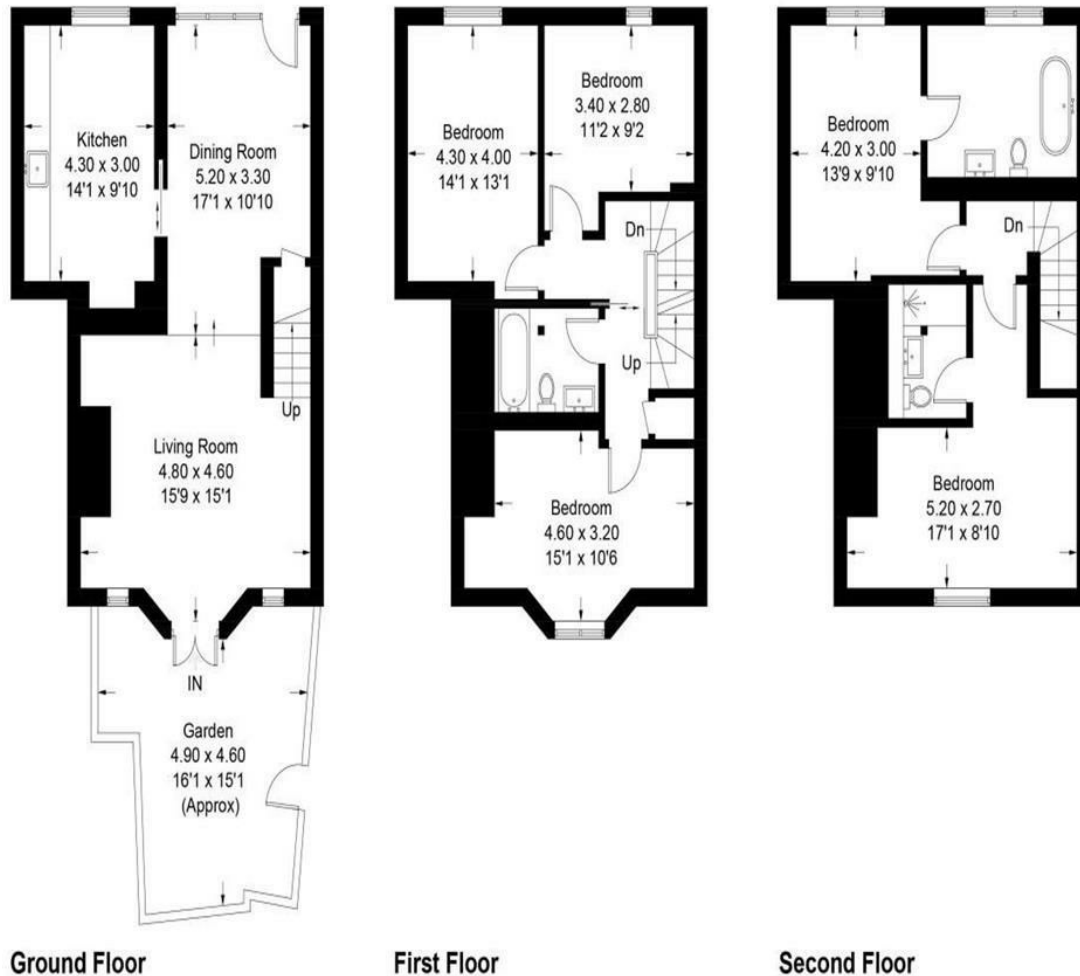 Kitchen
4.30 x 3.00
14'1 x 9'10
Dining Room
5.20 x 3.30
17'1 x 10'10
Up
Living Room
4.80 x 4.60
15'9 x 15'1
IN
Garden
4.90 x 4.60
16'1 x 15'1
(Approx)
Ground Floor
Bedroom
4.30 x 4.00
14'1 x 13'1
Bedroom
3.40 x 2.80
11'2 x 9'2
Dn
Up
Bedroom
4.60 x 3.20
15'1 x 10'6
First Floor
Bedroom
4.20 x 3.00
13'9 x 9'10
Dn
Bedroom
5.20 x 2.70
17'1 x 8'10
Second Floor